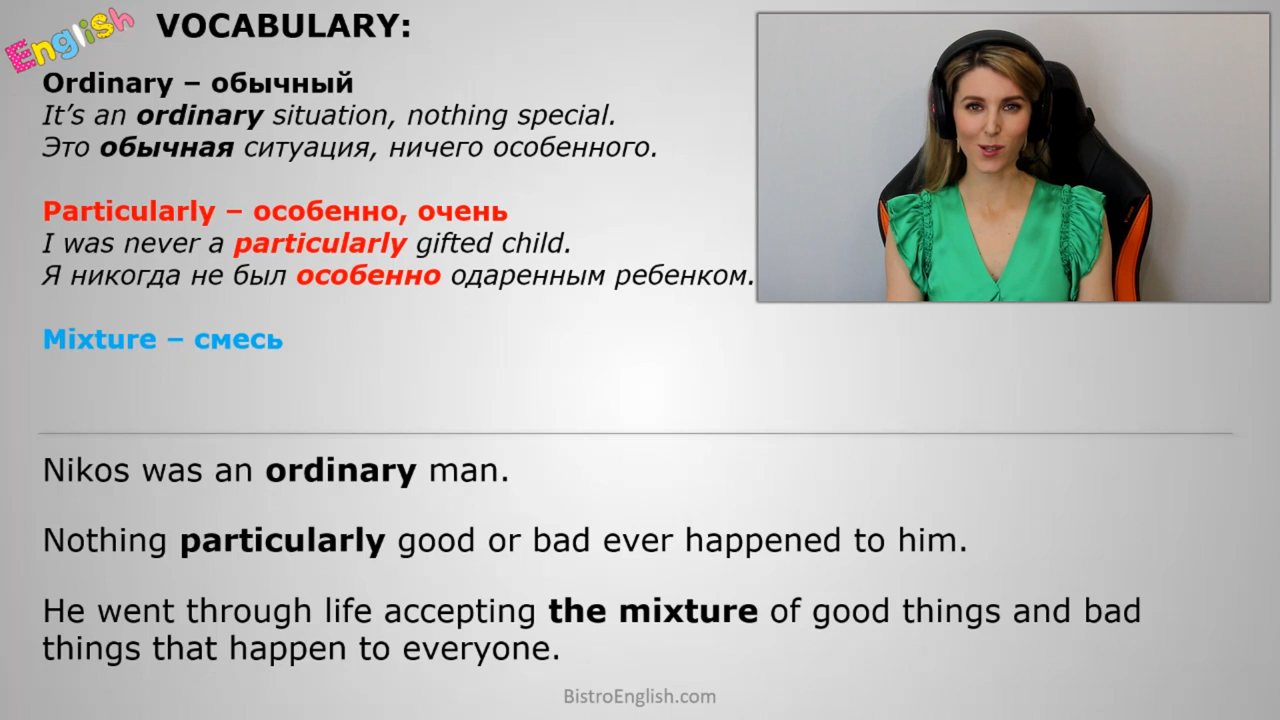 English
VOCABULARY:
Ordinary – обычный
It’s an ordinary situation, nothing special.
Это обычная ситуация, ничего особенного.
Particularly – особенно, очень
I was never a particularly gifted child.
Я никогда не был особенно одаренным ребенком.
Mixture – смесь
Nikos was an ordinary man.
Nothing particularly good or bad ever happened to him.
He went through life accepting the mixture of good things and bad
things that happen to everyone.
BistroEnglish.com